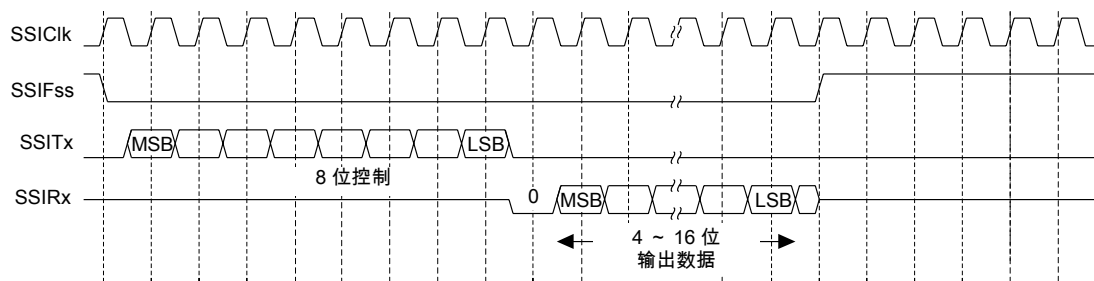 SSIClk
SSIFss
SSITx
MSB
LSB
8 位控制
SSIRx
0
MSB
LSB
4 ~ 16 位
输出数据